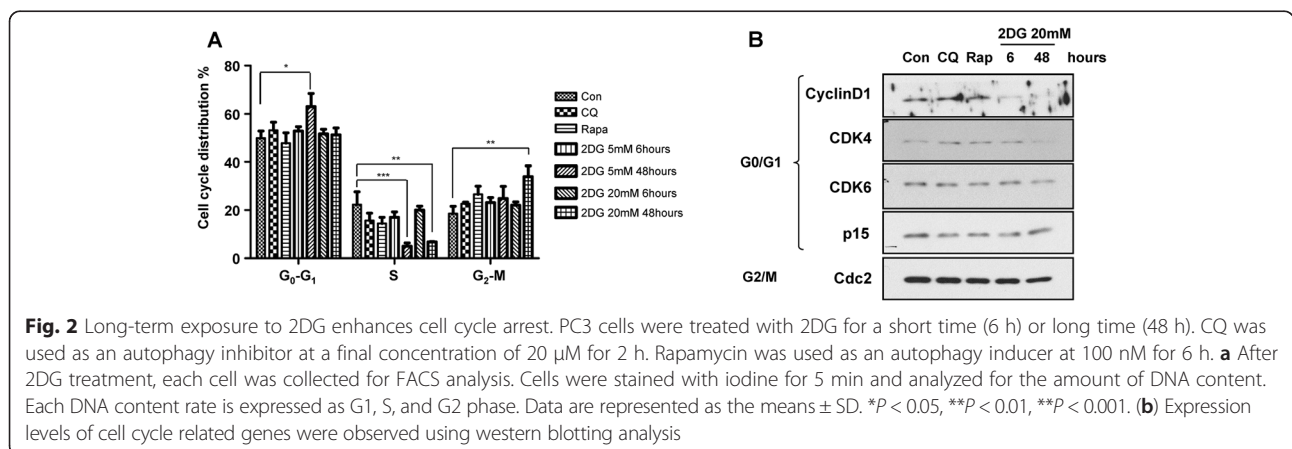 A
Cell cycle distribution %
80
60
40
20
0
*
***
**
**
G0-G1
S
G2-M
Con
CQ
Rapa
2DG 5mM 6hours
2DG 5mM 48hours
2DG 20mM 6hours
2DG 20mM 48hours
B
2DG 20mM
Con CQ Rap 6 48 hours
CyclinD1
CDK4
G0/G1
CDK6
p15
G2/M Cdc2
Fig. 2 Long-term exposure to 2DG enhances cell cycle arrest. PC3 cells were treated with 2DG for a short time (6 h) or long time (48 h). CQ was
used as an autophagy inhibitor at a final concentration of 20 μM for 2 h. Rapamycin was used as an autophagy inducer at 100 nM for 6 h. a After
2DG treatment, each cell was collected for FACS analysis. Cells were stained with iodine for 5 min and analyzed for the amount of DNA content.
Each DNA content rate is expressed as G1, S, and G2 phase. Data are represented as the means ± SD. *P < 0.05, **P < 0.01, **P < 0.001. (b) Expression
levels of cell cycle related genes were observed using western blotting analysis